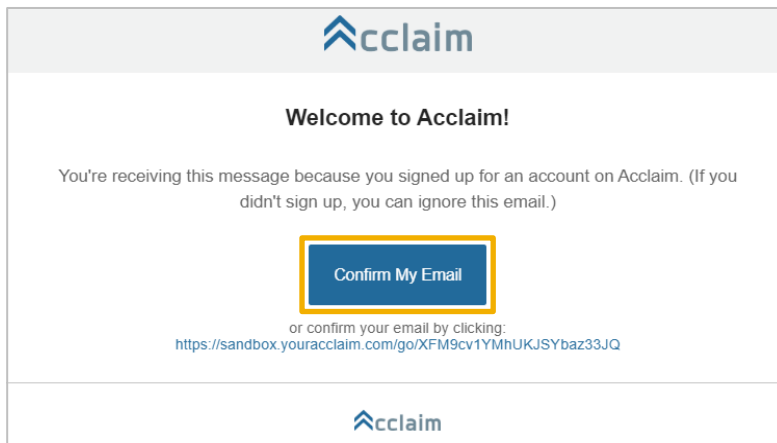 Acclaim
Welcome to Acclaim!
You're receiving this message because you signed up for an account on Acclaim. (If you
didn't sign up, you can ignore this email.)
Confirm My Email
or confirm your email by clicking:
https://sandbox.youracclaim.com/go/XFM9cv1YMhUKJSYbaz33JQ
Acclaim